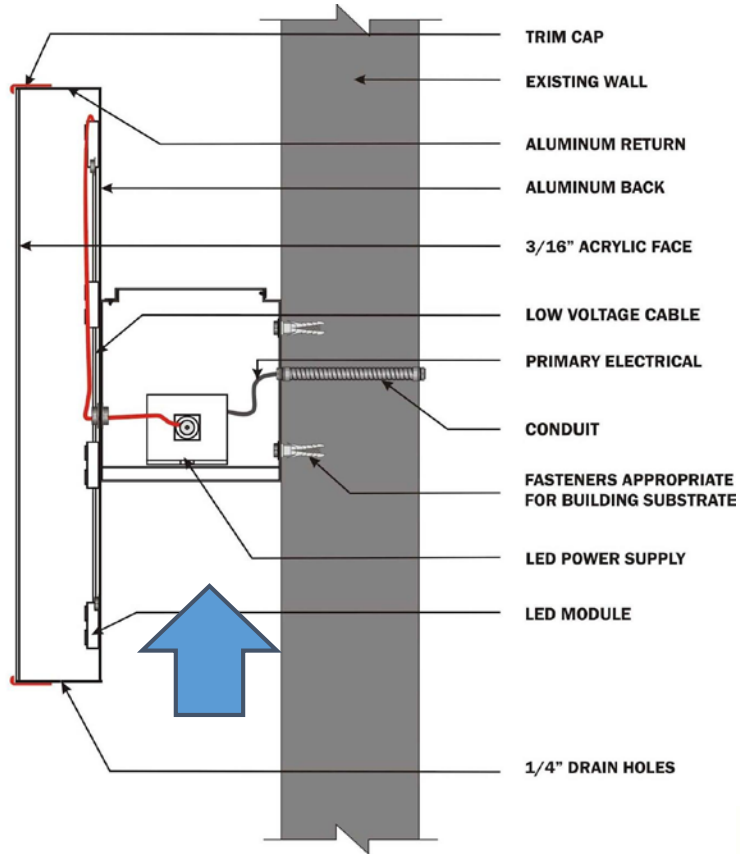 TRIM CAP
EXISTING WALL
ALUMINUM RETURN
ALUMINUM BACK
3/16" ACRYLIC FACE
LOW VOLTAGE CABLE
PRIMARY ELECTRICAL
CONDUIT
FASTENERS APPROPRIATE
FOR BUILDING SUBSTRATE
LED POWER SUPPLY
LED MODULE
1/4" DRAIN HOLES